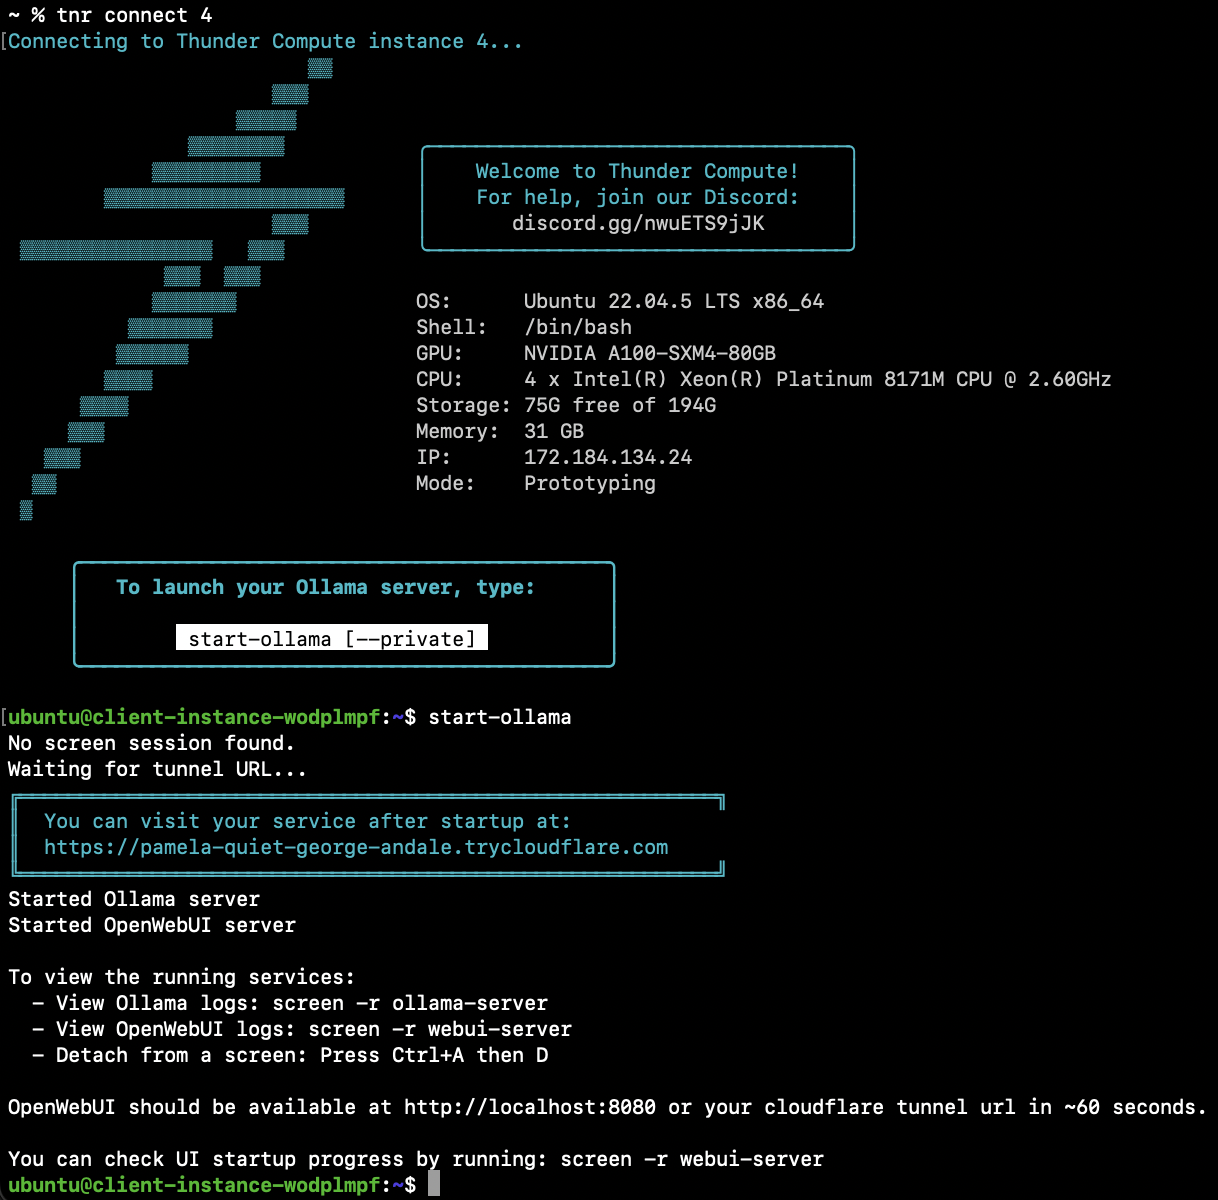 ~ % tnr connect 4
[Connecting to Thunder Compute instance 4...
Welcome to Thunder Compute!
For help, join our Discord:
discord.gg/nwuETS9jJK
OS: Ubuntu 22.04.5 LTS x86_64
Shell: /bin/bash
GPU: NVIDIA A100-SXM4-80GB
CPU: 4 x Intel(R) Xeon(R) Platinum 8171M CPU @ 2.60GHz
Storage: 75G free of 194G
Memory: 31 GB
IP: 172.184.134.24
Mode: Prototyping
To launch your Ollama server, type:
start-ollama [--private]
[ubuntu@client-instance-wodplmpf:~$ start-ollama
No screen session found.
Waiting for tunnel URL...
You can visit your service after startup at:
https://pamela-quiet-george-andale.trycloudflare.com
Started Ollama server
Started OpenWebUI server
To view the running services:
- View Ollama logs: screen -r ollama-server
- View OpenWebUI logs: screen -r webui-server
- Detach from a screen: Press Ctrl+A then D
OpenWebUI should be available at http://localhost:8080 or your cloudflare tunnel url in ~60 seconds.
You can check UI startup progress by running: screen -r webui-server
ubuntu@client-instance-wodplmpf:~$